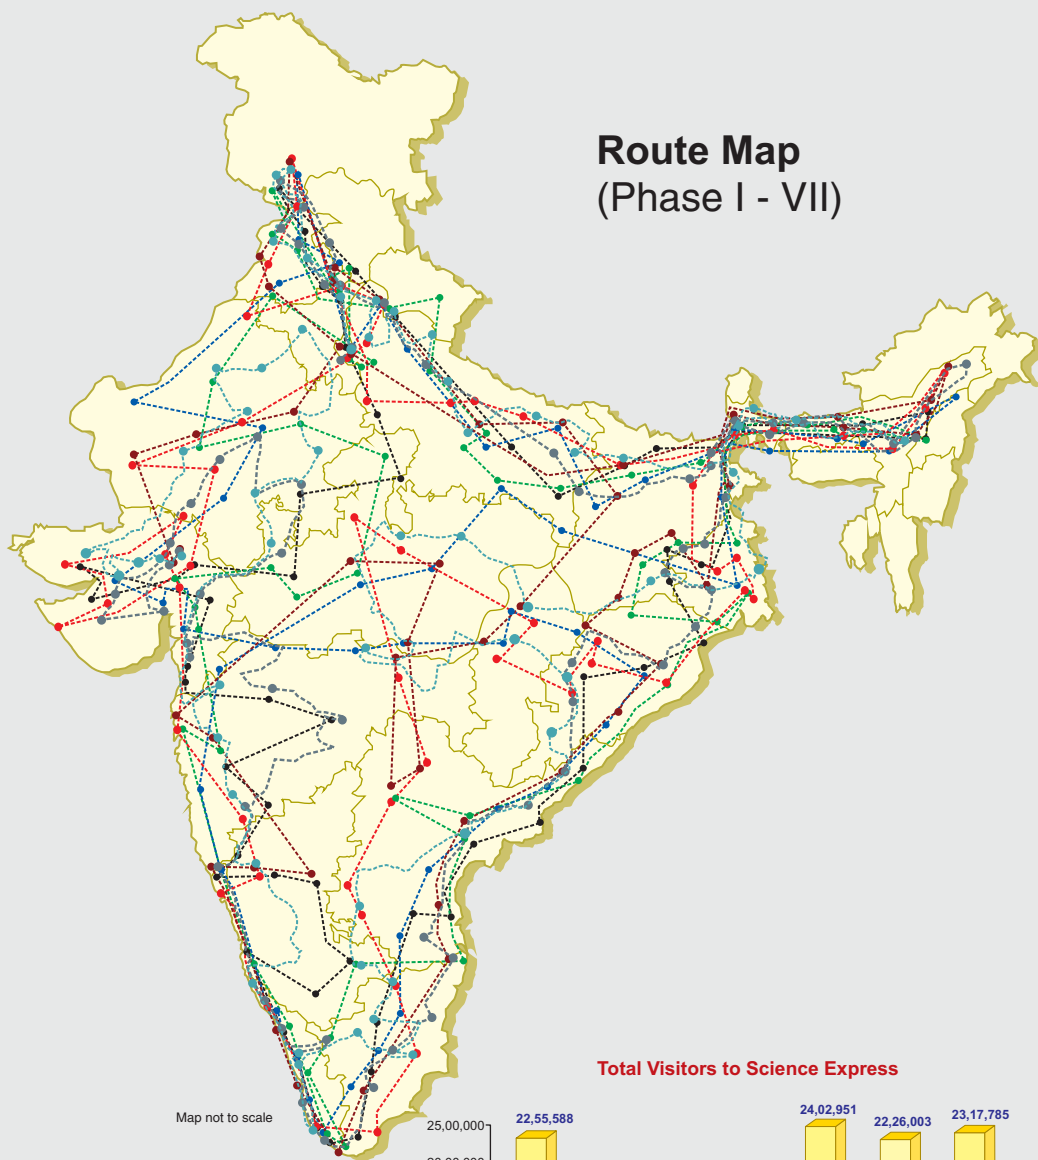 Route Map
(Phase I - VII)
Total Visitors to Science Express
Map not to scale
25,00,000
22,55,588
24,02,951
22,26,003
23,17,785